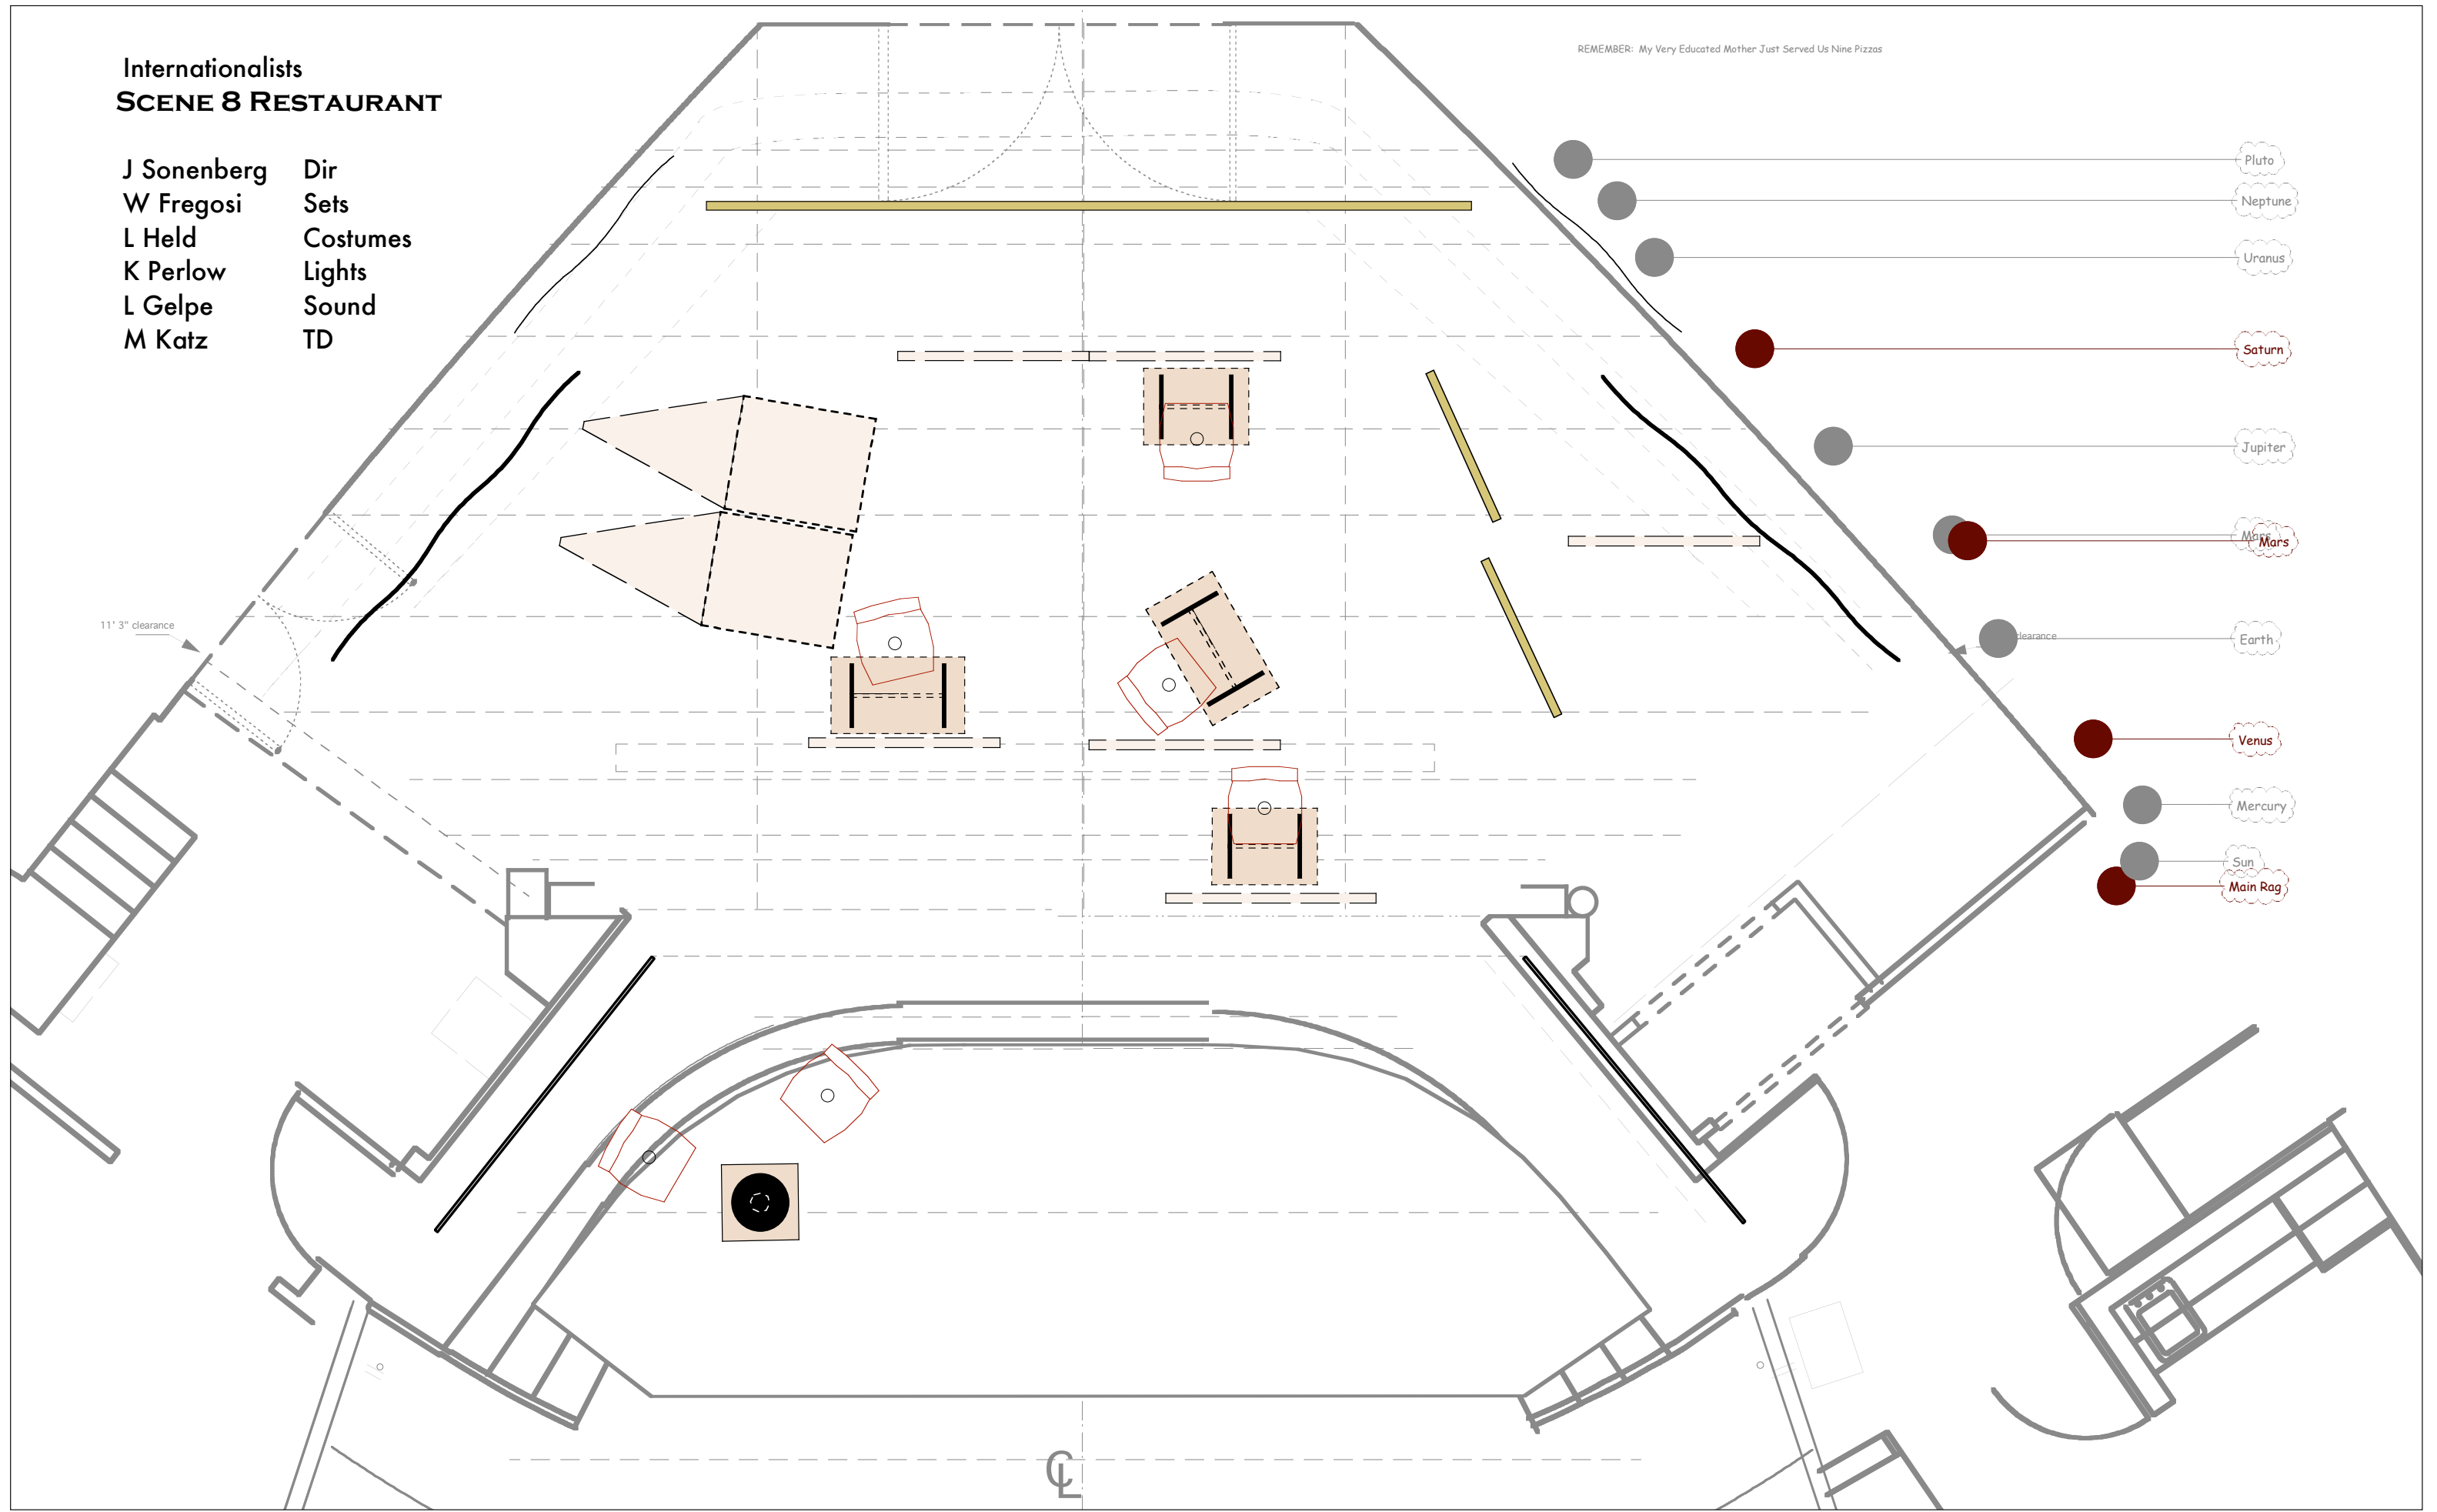 Internationalists
SCENE 8 RESTAURANT
J Sonenberg Dir
W Fregosi Sets
L Held Costumes
K Perlow Lights
L Gelpe Sound
M Katz TD
REMEMBER: My Very Educated Mother Just Served Us Nine Pizzas
Pluto
Neptune
Uranus
Saturn
Jupiter
Mars
Mars
11' 3" clearance
clearance
Earth
Venus
Mercury
Sun
Main Rag
CL